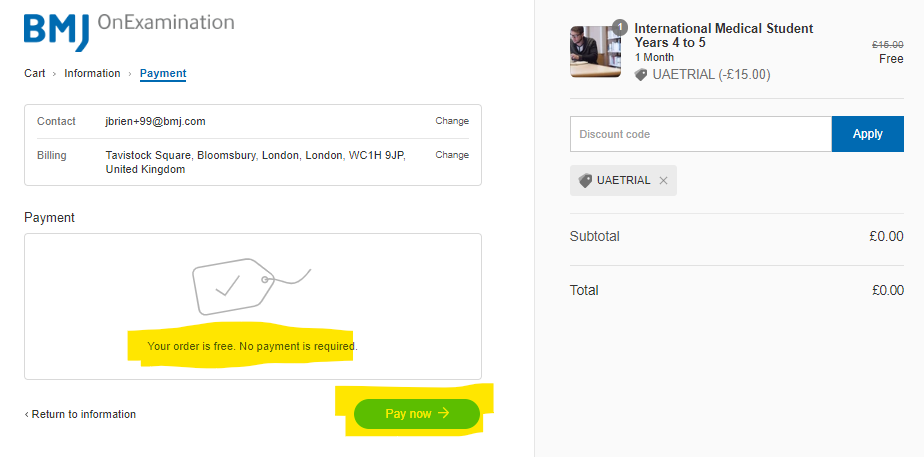 BMJ OnExamination
Cart › Information › Payment
Contact jbrien+99@bmj.com Change
Billing Tavistock Square, Bloomsbury, London, London, WC1H 9JP, Change
United Kingdom
Payment
Your order is free. No payment is required.
‹ Return to information
Pay now →
1
International Medical Student
Years 4 to 5
1 Month
UAETRIAL (-£15.00)
£15.00
Free
Discount code
Apply
UAETRIAL ×
Subtotal £0.00
Total £0.00